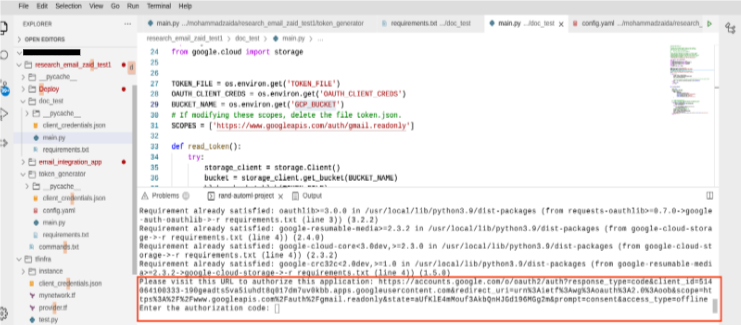 File Edit Selection View Go Run Terminal Help
EXPLORER
main.py .../mohammadzaida/research_email_zaid_test1/token_generator
requirements.txt .../doc_test
main.py .../doc_test
config.yaml .../mohammadzaida/research_
OPEN EDITORS
research_email_zaid_test1 > doc_test > main.py > ...
research_email_zaid_test1
__pycache__
Deploy
doc_test
__pycache__
client_credentials.json
main.py
requirements.txt
email_integration_app
token_generator
__pycache__
client_credentials.json
config.yaml
main.py
requirements.txt
commands.txt
tfinfra
instance
client_credentials.json
mynetwork.tf
provider.tf
test.py
24 from google.cloud import storage
25
26
27 TOKEN_FILE = os.environ.get('TOKEN_FILE')
28 OAUTH_CLIENT_CREDS = os.environ.get('OAUTH_CLIENT_CREDS')
29 BUCKET_NAME = os.environ.get('GCP_BUCKET')
30 # If modifying these scopes, delete the file token.json.
31 SCOPES = ['https://www.googleapis.com/auth/gmail.readonly']
32
33 def read_token():
34 try:
35 storage_client = storage.Client()
36 bucket = storage_client.get_bucket(BUCKET_NAME)
Problems
rand-automl-project
Output
Requirement already satisfied: oauthlib>=3.0.0 in /usr/local/lib/python3.9/dist-packages (from requests-oauthlib>=0.7.0->google
-auth-oauthlib->-r requirements.txt (line 3)) (3.2.2)
Requirement already satisfied: google-resumable-media>=2.3.2 in /usr/local/lib/python3.9/dist-packages (from google-cloud-stora
ge->-r requirements.txt (line 4)) (2.4.0)
Requirement already satisfied: google-cloud-core<3.0dev,>=2.3.0 in /usr/local/lib/python3.9/dist-packages (from google-cloud-st
orage->-r requirements.txt (line 4)) (2.3.2)
Requirement already satisfied: google-crc32c<2.0dev,>=1.0 in /usr/local/lib/python3.9/dist-packages (from google-resumable-medi
a>=2.3.2->google-cloud-storage->-r requirements.txt (line 4)) (1.5.0)
Please visit this URL to authorize this application: https://accounts.google.com/o/oauth2/auth?response_type=code&client_id=514
064100333-190geadts5va5iuhdt8q017dm7uv0kbb.apps.googleusercontent.com&redirect_uri=urn%3Aietf%3Awg%3Aoauth%3A2.0%3Aoob&scope=ht
tps%3A%2F%2Fwww.googleapis.com%2Fauth%2Fgmail.readonly&state=aUfKlE4mMouf3AkbQnHJGd196MGg2m&prompt=consent&access_type=offline
Enter the authorization code: